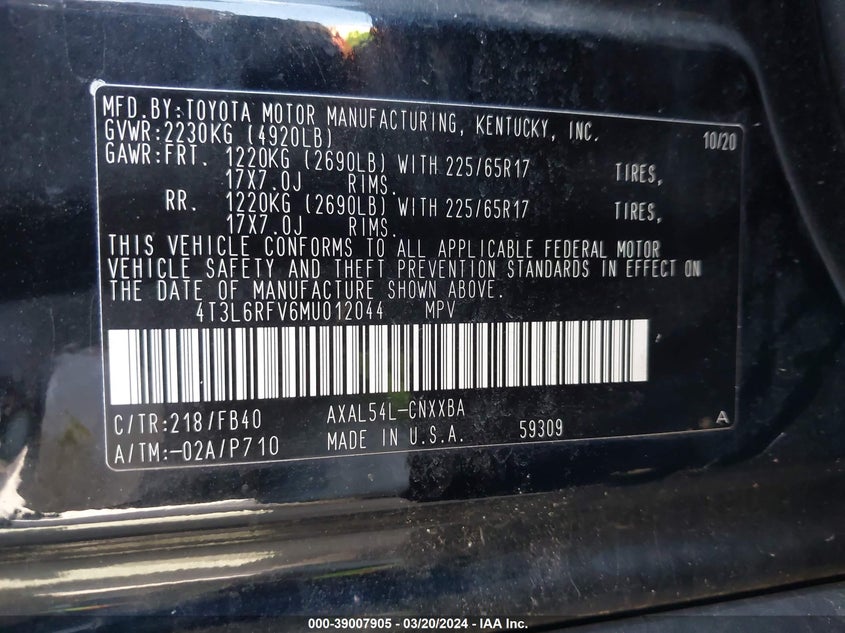 MFD.BY:TOYOTA MOTOR MANUFACTURING, KENTUCKY, INC. 10/20
GVWR:2230KG (4920LB)
GAWR:FRT. 1220KG (2690LB) WITH 225/65R17 TIRES,
17X7.0J RIMS.
RR. 1220KG (2690LB) WITH 225/65R17 TIRES,
17X7.0J RIMS.
THIS VEHICLE CONFORMS TO ALL APPLICABLE FEDERAL MOTOR
VEHICLE SAFETY AND THEFT PREVENTION STANDARDS IN EFFECT ON
THE DATE OF MANUFACTURE SHOWN ABOVE.
4T3L6RFV6MU012044 MPV
C/TR:218/FB40 AXAL54L-CNXXBA A
A/TM:-02A/P710 MADE IN U.S.A. 59309
000-39007905 - 03/20/2024 - IAA Inc.